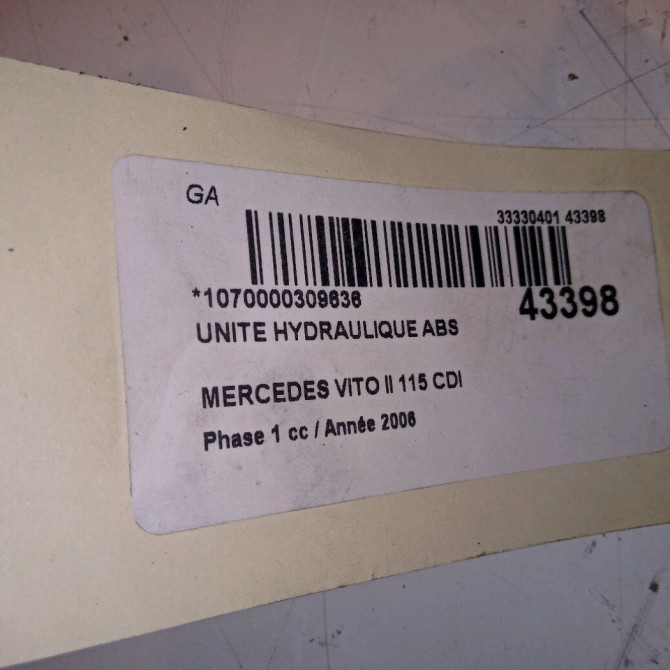 GA
33330401 43398
*1070000309636
43398
UNITE HYDRAULIQUE ABS
MERCEDES VITO II 115 CDI
Phase 1 cc / Année 2006